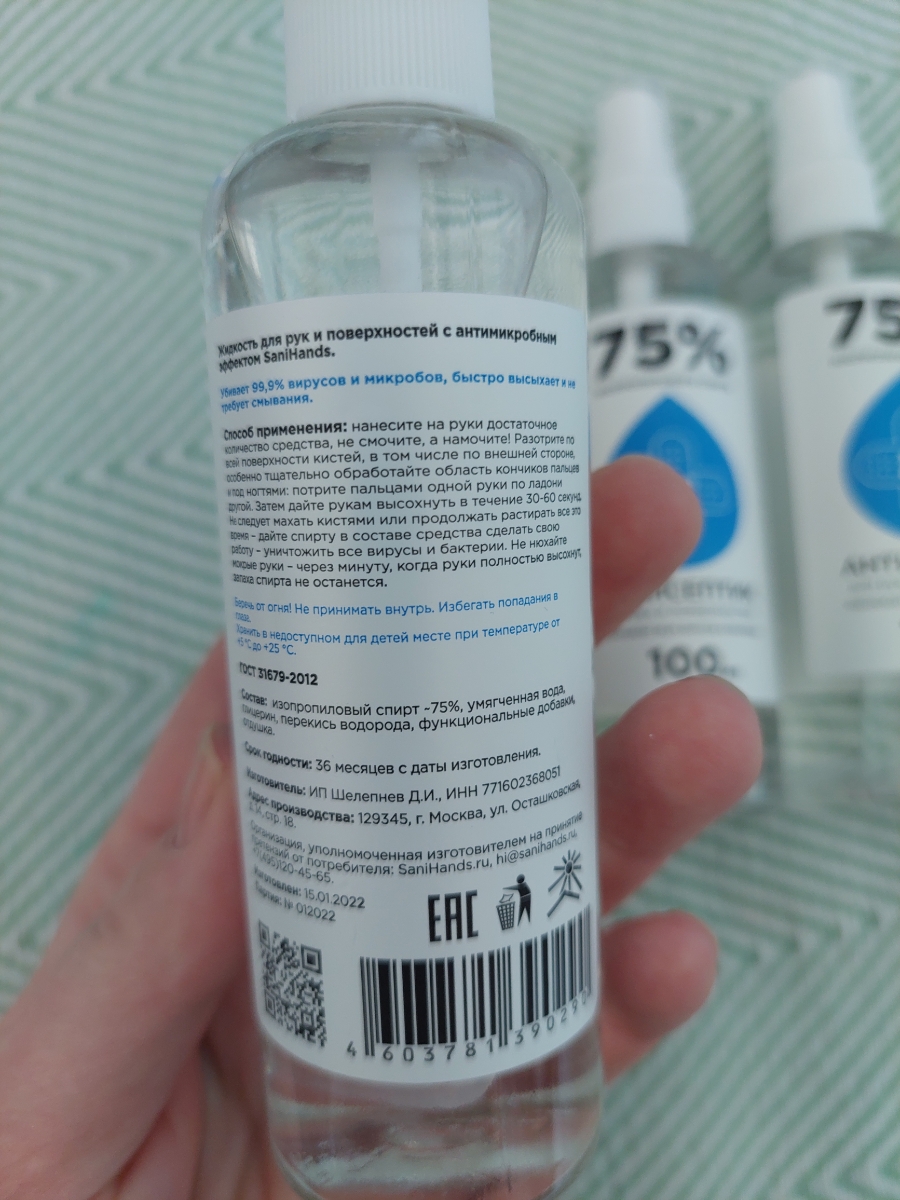 Жидкость для рук и поверхностей с антимикробным
эффектом SaniHands.
Убивает 99,9% вирусов и микробов, быстро высыхает и не
требует смывания.
Способ применения: нанесите на руки достаточное
количество средства, не смочите, а намочите! Разотрите по
всей поверхности кистей, в том числе по внешней стороне,
особенно тщательно обработайте область кончиков пальцев
и под ногтями: потрите пальцами одной руки по ладони
другой. Затем дайте рукам высохнуть в течение 30-60 секунд.
Не следует махать кистями или продолжать растирать все это
время – дайте спирту в составе средства сделать свою
работу – уничтожить все вирусы и бактерии. Не нюхайте
мокрые руки – через минуту, когда руки полностью высохнут,
запаха спирта не останется.
Беречь от огня! Не принимать внутрь. Избегать попадания в
глаза.
Хранить в недоступном для детей месте при температуре от
+5 °C до +25 °C.
ГОСТ 31679-2012
Состав: изопропиловый спирт ~75%, умягченная вода,
глицерин, перекись водорода, функциональные добавки,
отдушка.
Срок годности: 36 месяцев с даты изготовления.
Изготовитель: ИП Шелепнев Д.И., ИНН 771602368051
Адрес производства: 129345, г. Москва, ул. Осташковская,
стр. 18.
Организация, уполномоченная изготовителем на принятие
претензий от потребителя: SaniHands.ru, hi@sanihands.ru,
+7(495)120-45-65.
Изготовлен: 15.01.2022
Партия: № 012022
EAC
4 603781 390290
75%
100
75